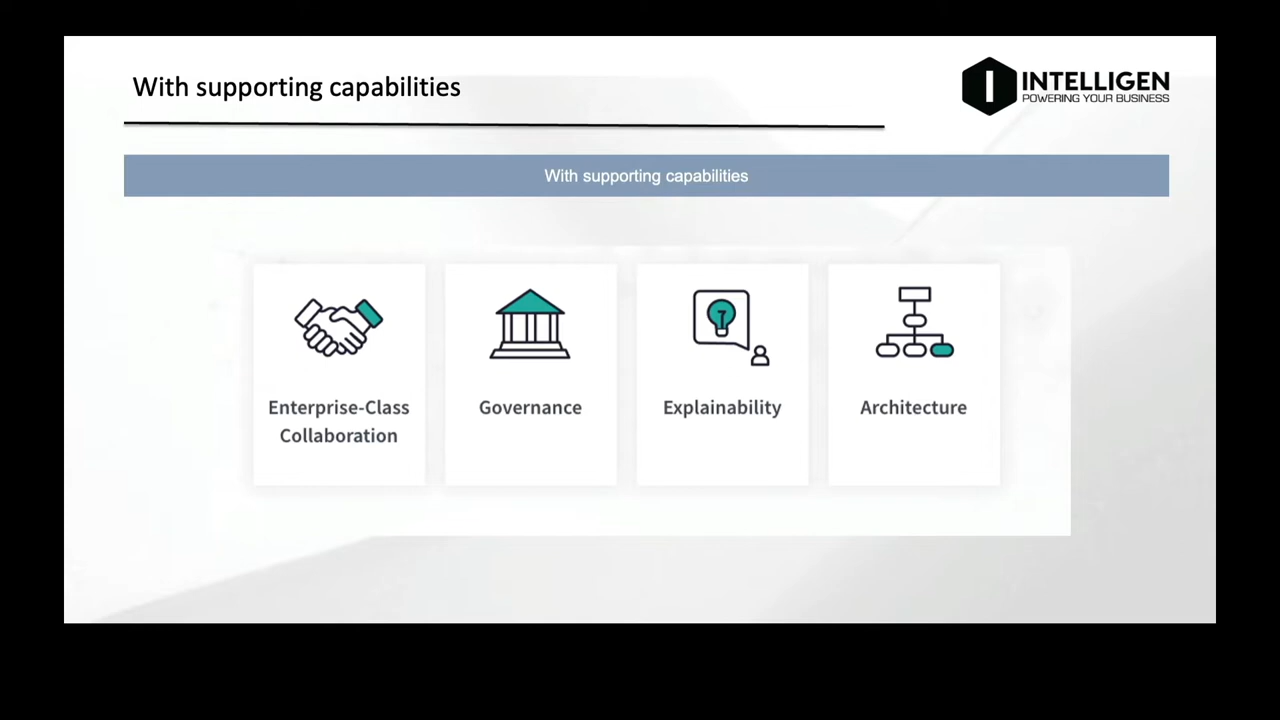 With supporting capabilities
INTELLIGEN
POWERING YOUR BUSINESS
With supporting capabilities
Enterprise-Class
Collaboration
Governance
Explainability
Architecture